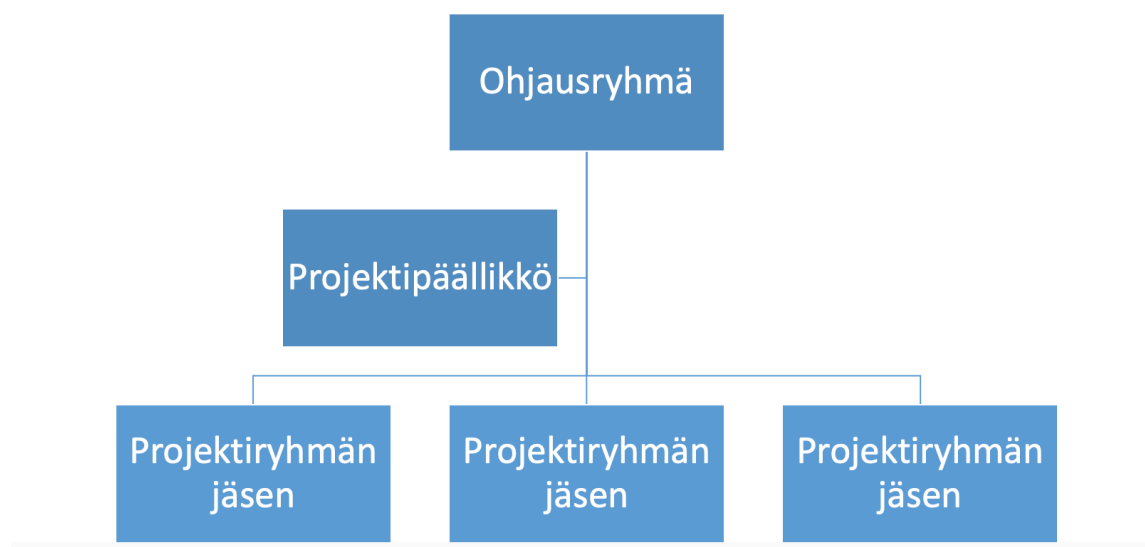 Ohjausryhmä
Projektipäällikkö
Projektiryhmän
jäsen
Projektiryhmän
jäsen
Projektiryhmän
jäsen